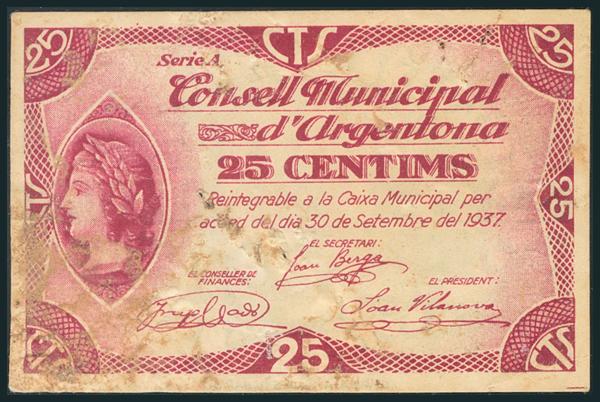 25 CTS 25
Serie A
Consell Municipal
d'Argentona
25 CENTIMS
Reintegrable a la Caixa Municipal per
acord del dia 30 de Setembre del 1937.
CTS
25
EL SECRETARI:
Joan Berga
EL CONSELLER DE
FINANCES:
EL PRESIDENT:
Joan Vilanova
CTS 25 CTS